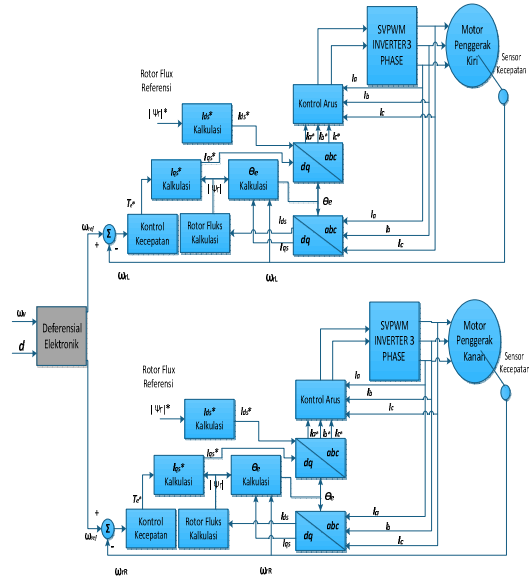 SVPWM
INVERTER 3
PHASE
Motor
Penggerak
Kiri
Sensor
Kecepatan
Rotor Flux
Referensi
Ia
Ib
Ic
Kontrol Arus
|Ψr|*
Ids*
Kalkulasi
Ids*
Ia* Ib* Ic*
Iqs*
Kalkulasi
Iqs*
Θe
Kalkulasi
dq
abc
|Ψr|
Te*
Θe
ωref
+
Σ
-
Kontrol
Kecepatan
Rotor Fluks
Kalkulasi
Ids
Iqs
dq
abc
Ia
Ib
Ic
ωrL
ωrL
ωv
d
Deferensial
Elektronik
SVPWM
INVERTER 3
PHASE
Motor
Penggerak
Kanan
Sensor
Kecepatan
Rotor Flux
Referensi
Ia
Ib
Ic
Kontrol Arus
|Ψr|*
Ids*
Kalkulasi
Ids*
Ia* Ib* Ic*
Iqs*
Kalkulasi
Iqs*
Θe
Kalkulasi
dq
abc
|Ψr|
Te*
Θe
+
Σ
-
ωref
Kontrol
Kecepatan
Rotor Fluks
Kalkulasi
Ids
Iqs
dq
abc
Ia
Ib
Ic
ωrR
ωrR